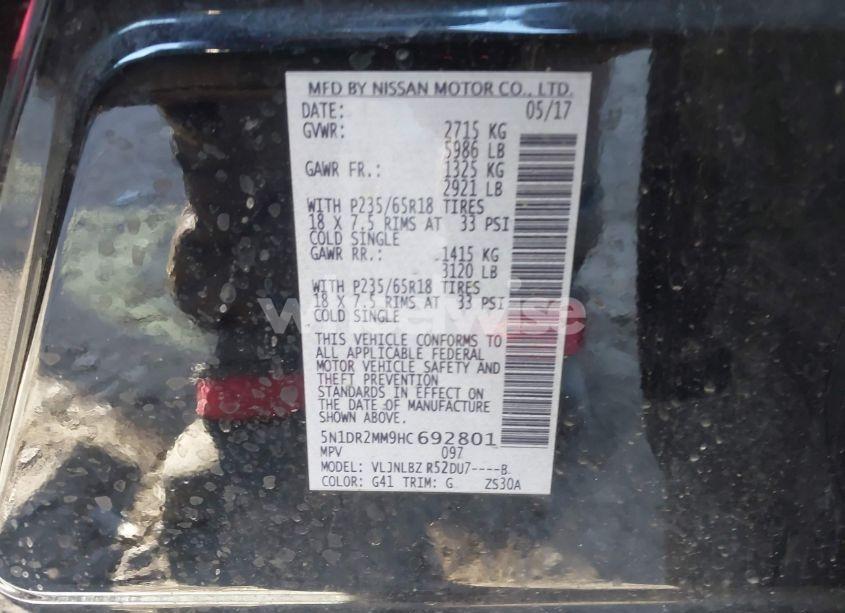 MFD BY NISSAN MOTOR CO., LTD.
DATE: 05/17
GVWR: 2715 KG
5986 LB
GAWR FR.: 1325 KG
2921 LB
WITH P235/65R18 TIRES
18 X 7.5 RIMS AT 33 PSI
COLD SINGLE
GAWR RR.: 1415 KG
3120 LB
WITH P235/65R18 TIRES
18 X 7.5 RIMS AT 33 PSI
COLD SINGLE
THIS VEHICLE CONFORMS TO
ALL APPLICABLE FEDERAL
MOTOR VEHICLE SAFETY AND
THEFT PREVENTION
STANDARDS IN EFFECT ON
THE DATE OF MANUFACTURE
SHOWN ABOVE.
5N1DR2MM9HC692801
MPV 097
MODEL: VLJNLBZ R52DU7----B
COLOR: G41 TRIM: G ZS30A